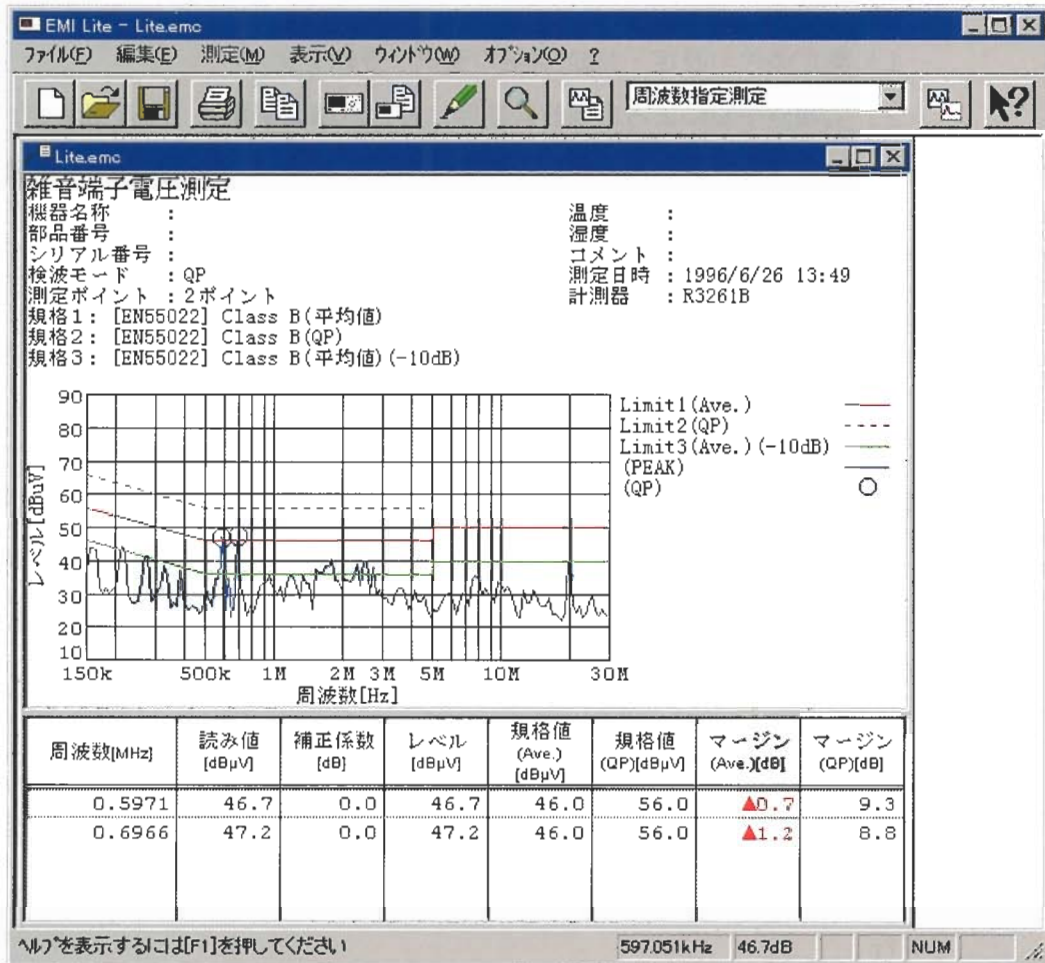 EMI Lite - Lite.emc
ファイル(F) 編集(E) 測定(M) 表示(V) ウィンドウ(W) オプション(O) ?
周波数指定測定
Lite.emc
雑音端子電圧測定
機器名称 :
部品番号 :
シリアル番号 :
検波モード : QP
測定ポイント : 2ポイント
温度 :
湿度 :
コメント :
測定日時 : 1996/6/26 13:49
計測器 : R3261B
規格1: [EN55022] Class B(平均値)
規格2: [EN55022] Class B(QP)
規格3: [EN55022] Class B(平均値)(-10dB)
レベル[dBuV]
90
80
70
60
50
40
30
20
10
150k 500k 1M 2M 3M 5M 10M 30M
周波数[Hz]
Limit1(Ave.)
Limit2(QP)
Limit3(Ave.)(-10dB)
(PEAK)
(QP)
周波数[MHz] 読み値[dBμV] 補正係数[dB] レベル[dBμV] 規格値(Ave.)[dBμV] 規格値(QP)[dBμV] マージン(Ave.)[dB] マージン(QP)[dB]
0.5971 46.7 0.0 46.7 46.0 56.0 ▲0.7 9.3
0.6966 47.2 0.0 47.2 46.0 56.0 ▲1.2 8.8
ヘルプを表示するには[F1]を押してください 597.051kHz 46.7dB NUM